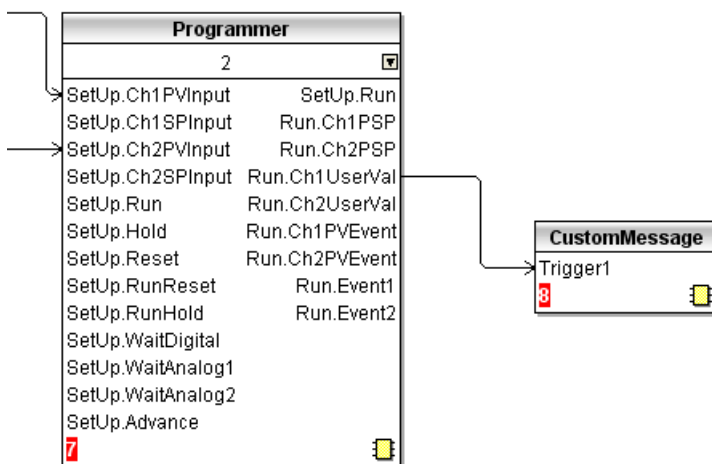 Programmer
2
SetUp.Ch1PVInput SetUp.Run
SetUp.Ch1SPInput Run.Ch1PSP
SetUp.Ch2PVInput Run.Ch2PSP
SetUp.Ch2SPInput Run.Ch1UserVal
SetUp.Run Run.Ch2UserVal
SetUp.Hold Run.Ch1PVEvent
SetUp.Reset Run.Ch2PVEvent
SetUp.RunReset Run.Event1
SetUp.RunHold Run.Event2
SetUp.WaitDigital
SetUp.WaitAnalog1
SetUp.WaitAnalog2
SetUp.Advance
7
CustomMessage
Trigger1
8